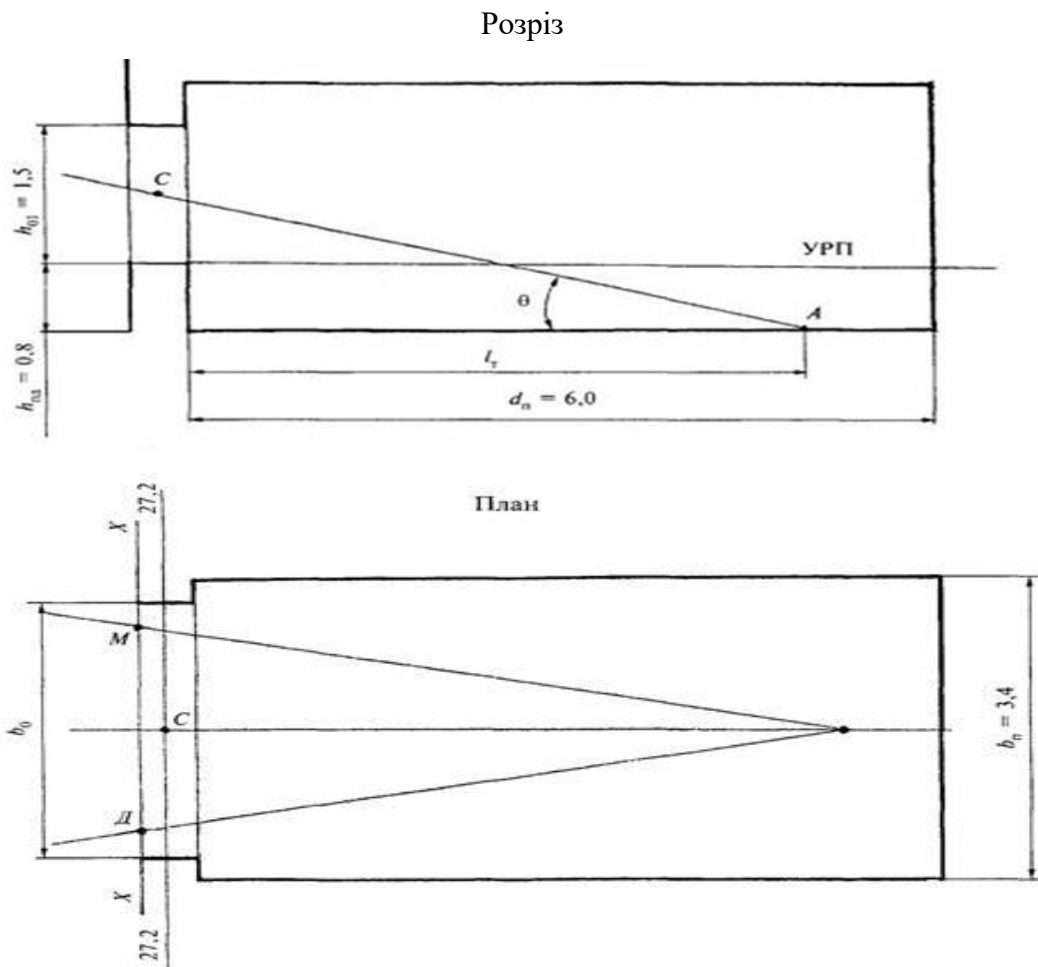 Розріз
h₀₁ = 1,5
C
УРП
θ
A
hпд = 0,8
lт
dп = 6,0
27,2
План
X
M
b₀
C
bп = 3,4
Д
X
27,2